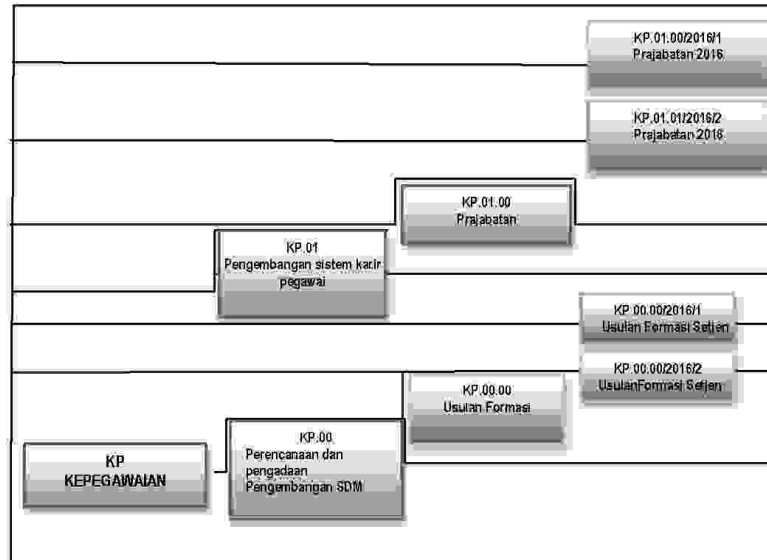 KP.01.00/2016/1
Prajabatan 2016
KP.01.01/2016/2
Prajabatan 2016
KP.01.00
Prajabatan
KP.01
Pengembangan sistem karir
pegawai
KP.00.00/2016/1
Usulan Formasi Setjen
KP.00.00/2016/2
UsulanFormasi Setjen
KP.00.00
Usulan Formasi
KP.00
Perencanaan dan
pengadaan
Pengembangan SDM
KP
KEPEGAWAIAN